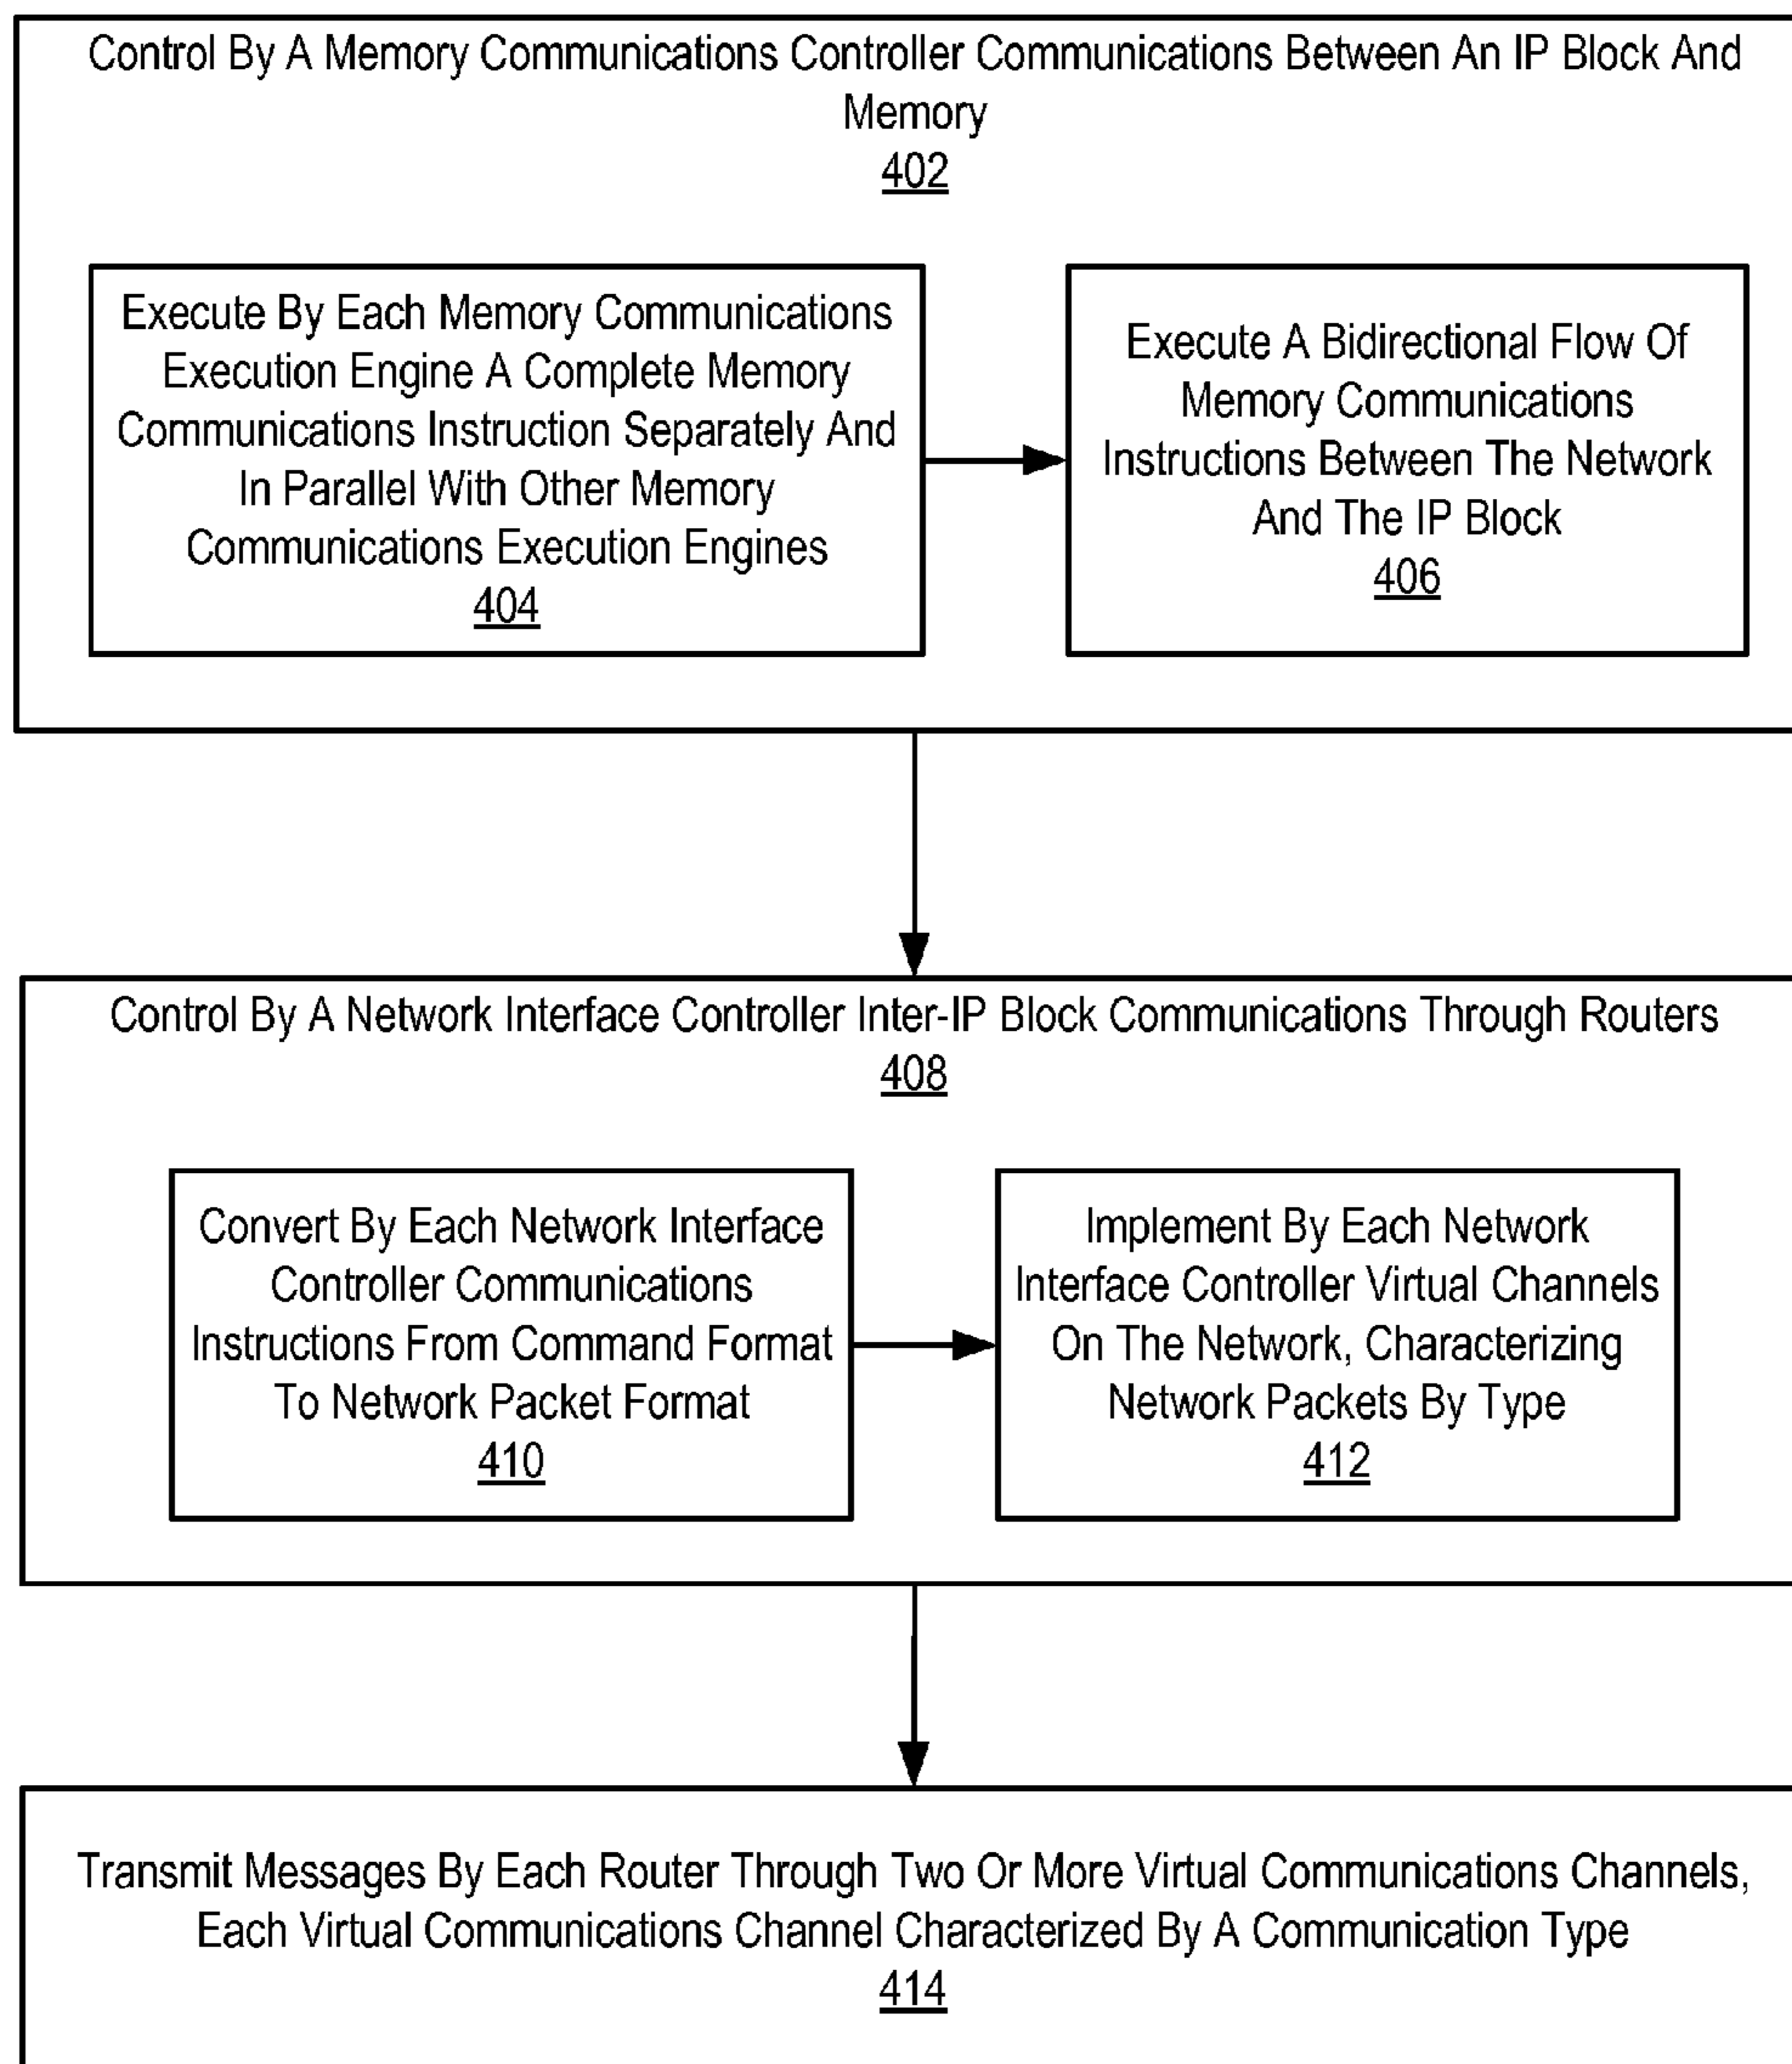 Control By A Memory Communications Controller Communications Between An IP Block And
Memory
402
Execute By Each Memory Communications
Execution Engine A Complete Memory
Communications Instruction Separately And
In Parallel With Other Memory
Communications Execution Engines
404
Execute A Bidirectional Flow Of
Memory Communications
Instructions Between The Network
And The IP Block
406
Control By A Network Interface Controller Inter-IP Block Communications Through Routers
408
Convert By Each Network Interface
Controller Communications
Instructions From Command Format
To Network Packet Format
410
Implement By Each Network
Interface Controller Virtual Channels
On The Network, Characterizing
Network Packets By Type
412
Transmit Messages By Each Router Through Two Or More Virtual Communications Channels,
Each Virtual Communications Channel Characterized By A Communication Type
414